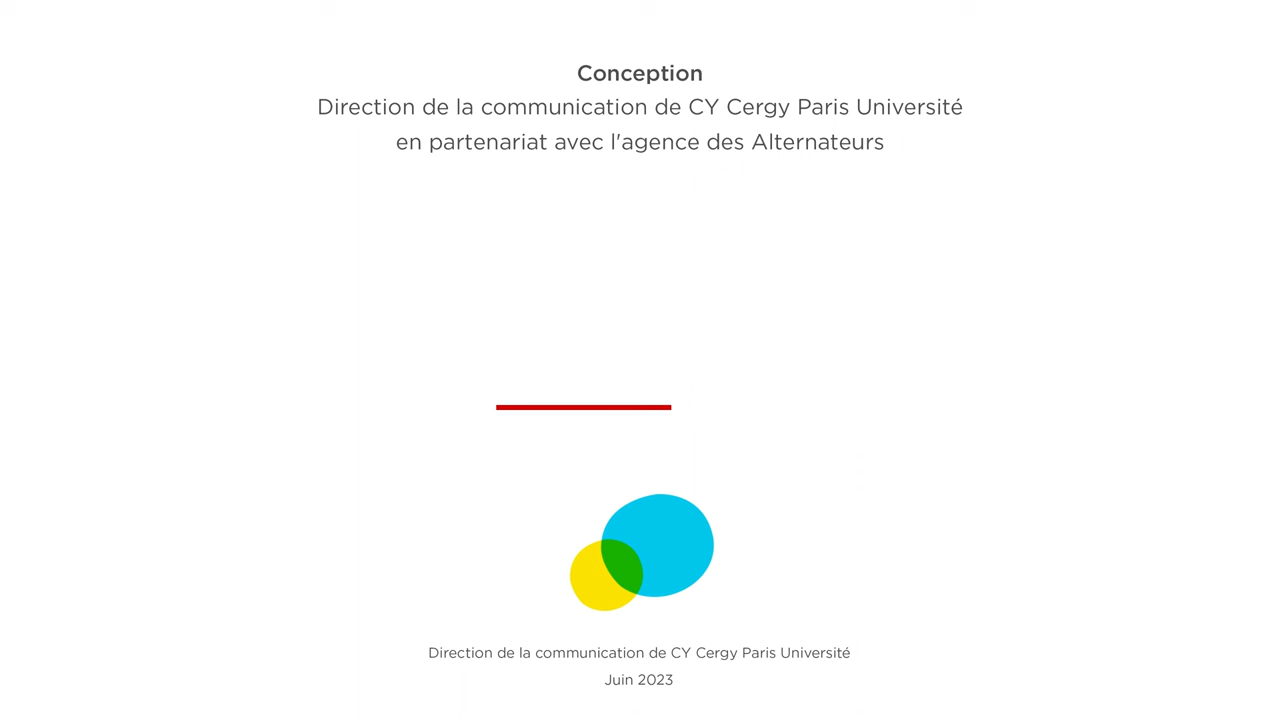 Conception
Direction de la communication de CY Cergy Paris Université
en partenariat avec l'agence des Alternateurs
Direction de la communication de CY Cergy Paris Université
Juin 2023